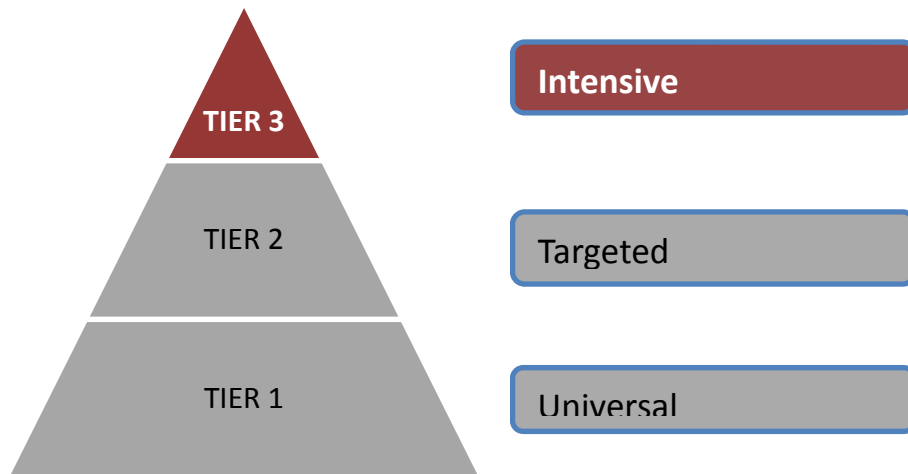 TIER 3
Intensive
TIER 2
Targeted
TIER 1
Universal